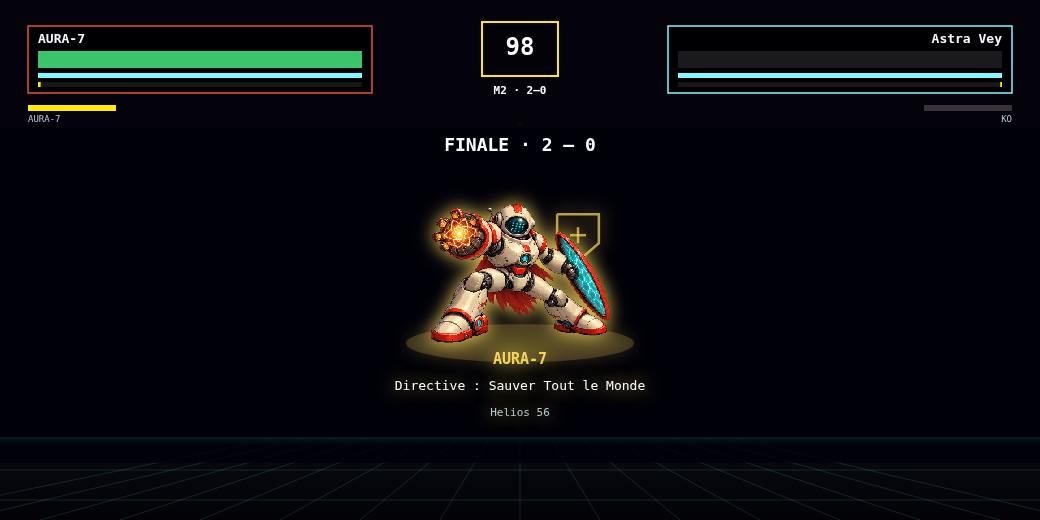 AURA-7
98
Astra Vey
M2 · 2–0
AURA-7
KO
FINALE · 2 — 0
AURA-7
Directive : Sauver Tout le Monde
Helios 56